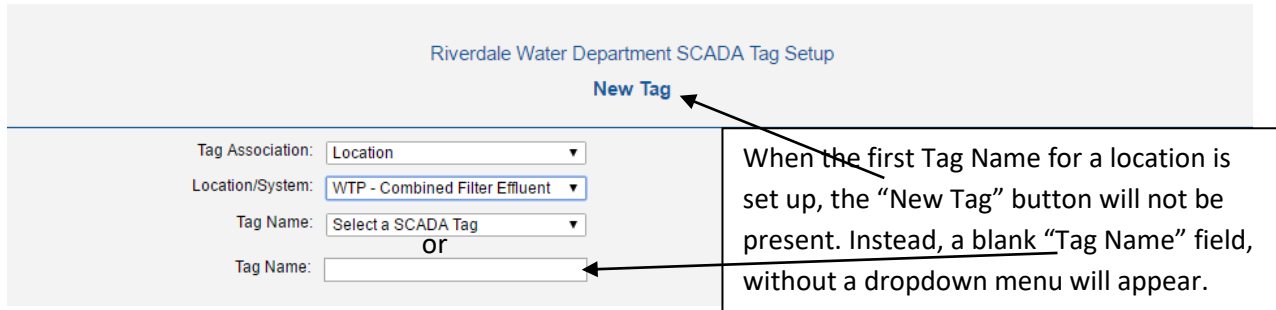 Riverdale Water Department SCADA Tag Setup
New Tag
Tag Association: Location
Location/System: WTP - Combined Filter Effluent
Tag Name: Select a SCADA Tag
or
Tag Name:
When the first Tag Name for a location is
set up, the “New Tag” button will not be
present. Instead, a blank “Tag Name” field,
without a dropdown menu will appear.